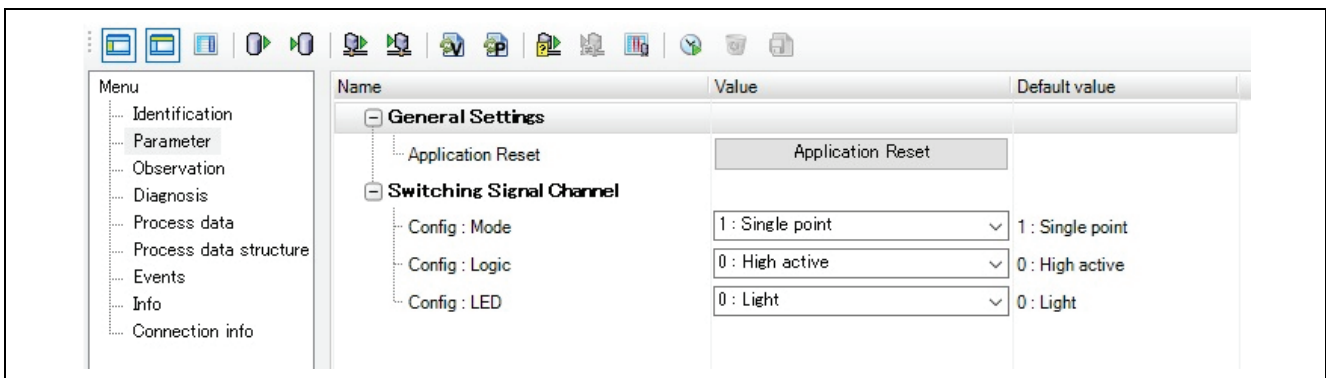 Menu
Identification
Parameter
Observation
Diagnosis
Process data
Process data structure
Events
Info
Connection info
Name Value Default value
General Settings
Application Reset Application Reset
Switching Signal Channel
Config : Mode 1 : Single point 1 : Single point
Config : Logic 0 : High active 0 : High active
Config : LED 0 : Light 0 : Light